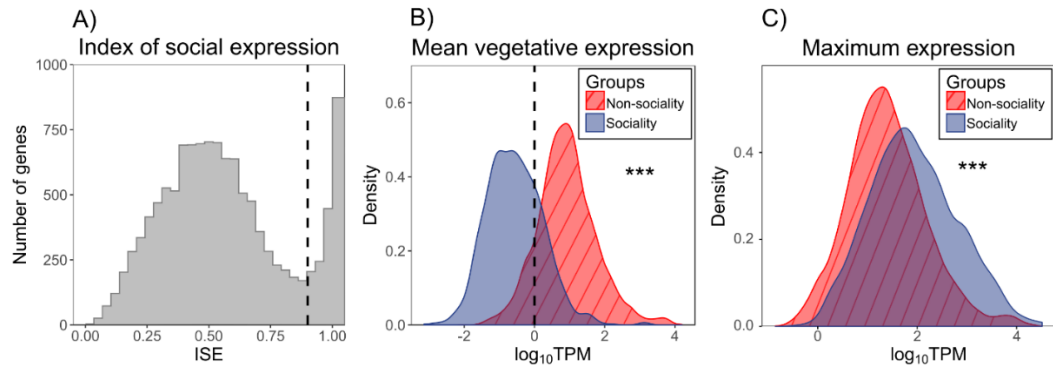 A)
Index of social expression
1000
750
500
250
0
Number of genes
0.00
0.25
0.50
0.75
1.00
ISE
B)
Mean vegetative expression
Groups
Non-sociality
Sociality
***
0.6
0.4
0.2
0.0
Density
-2
0
2
4
log10TPM
C)
Maximum expression
Groups
Non-sociality
Sociality
***
0.4
0.2
0.0
Density
0
2
4
log10TPM